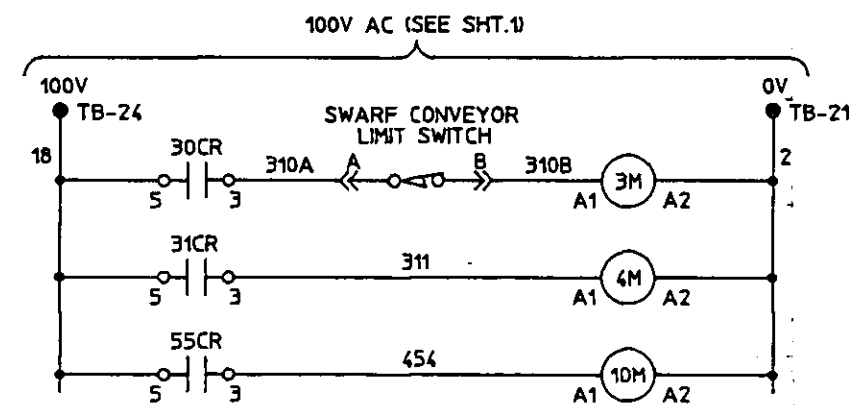 100V AC (SEE SHT.1)
100V
0V
TB-24
TB-21
SWARF CONVEYOR
LIMIT SWITCH
18
30CR
310A
A
B
310B
3M
2
5
3
A1
A2
31CR
311
4M
5
3
A1
A2
55CR
454
10M
5
3
A1
A2